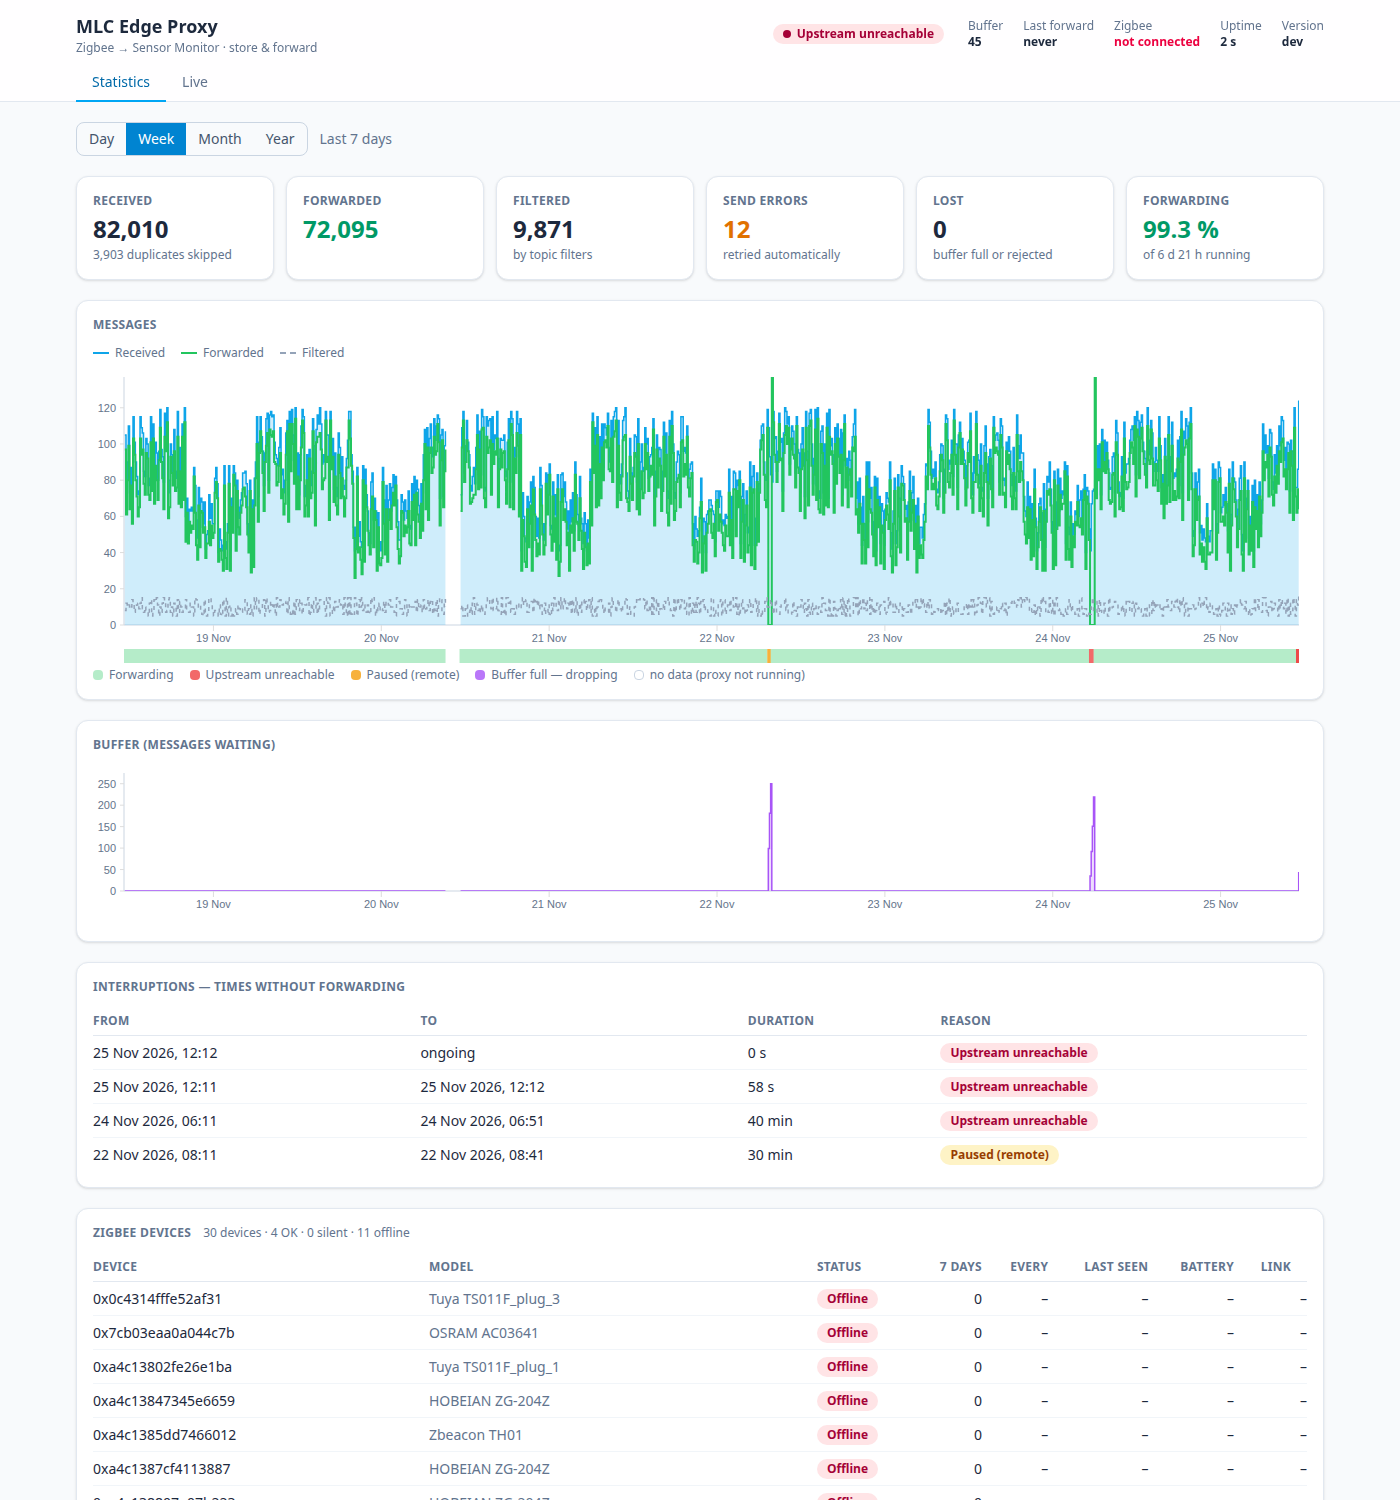 MLC Edge Proxy
Zigbee → Sensor Monitor · store & forward
Upstream unreachable
Buffer 45
Last forward never
Zigbee not connected
Uptime 2 s
Version dev
Statistics Live
Day Week Month Year Last 7 days
RECEIVED
82,010
3,903 duplicates skipped
FORWARDED
72,095
FILTERED
9,871
by topic filters
SEND ERRORS
12
retried automatically
LOST
0
buffer full or rejected
FORWARDING
99.3 %
of 6 d 21 h running
MESSAGES
Received Forwarded Filtered
120
100
80
60
40
20
0
19 Nov 20 Nov 21 Nov 22 Nov 23 Nov 24 Nov 25 Nov
Forwarding Upstream unreachable Paused (remote) Buffer full — dropping no data (proxy not running)
BUFFER (MESSAGES WAITING)
250
200
150
100
50
0
19 Nov 20 Nov 21 Nov 22 Nov 23 Nov 24 Nov 25 Nov
INTERRUPTIONS — TIMES WITHOUT FORWARDING
FROM TO DURATION REASON
25 Nov 2026, 12:12 ongoing 0 s Upstream unreachable
25 Nov 2026, 12:11 25 Nov 2026, 12:12 58 s Upstream unreachable
24 Nov 2026, 06:11 24 Nov 2026, 06:51 40 min Upstream unreachable
22 Nov 2026, 08:11 22 Nov 2026, 08:41 30 min Paused (remote)
ZIGBEE DEVICES 30 devices · 4 OK · 0 silent · 11 offline
DEVICE MODEL STATUS 7 DAYS EVERY LAST SEEN BATTERY LINK
0x0c4314fffe52af31 Tuya TS011F_plug_3 Offline 0 – – – –
0x7cb03eaa0a044c7b OSRAM AC03641 Offline 0 – – – –
0xa4c13802fe26e1ba Tuya TS011F_plug_1 Offline 0 – – – –
0xa4c13847345e6659 HOBEIAN ZG-204Z Offline 0 – – – –
0xa4c1385dd7466012 Zbeacon TH01 Offline 0 – – – –
0xa4c1387cf4113887 HOBEIAN ZG-204Z Offline 0 – – – –